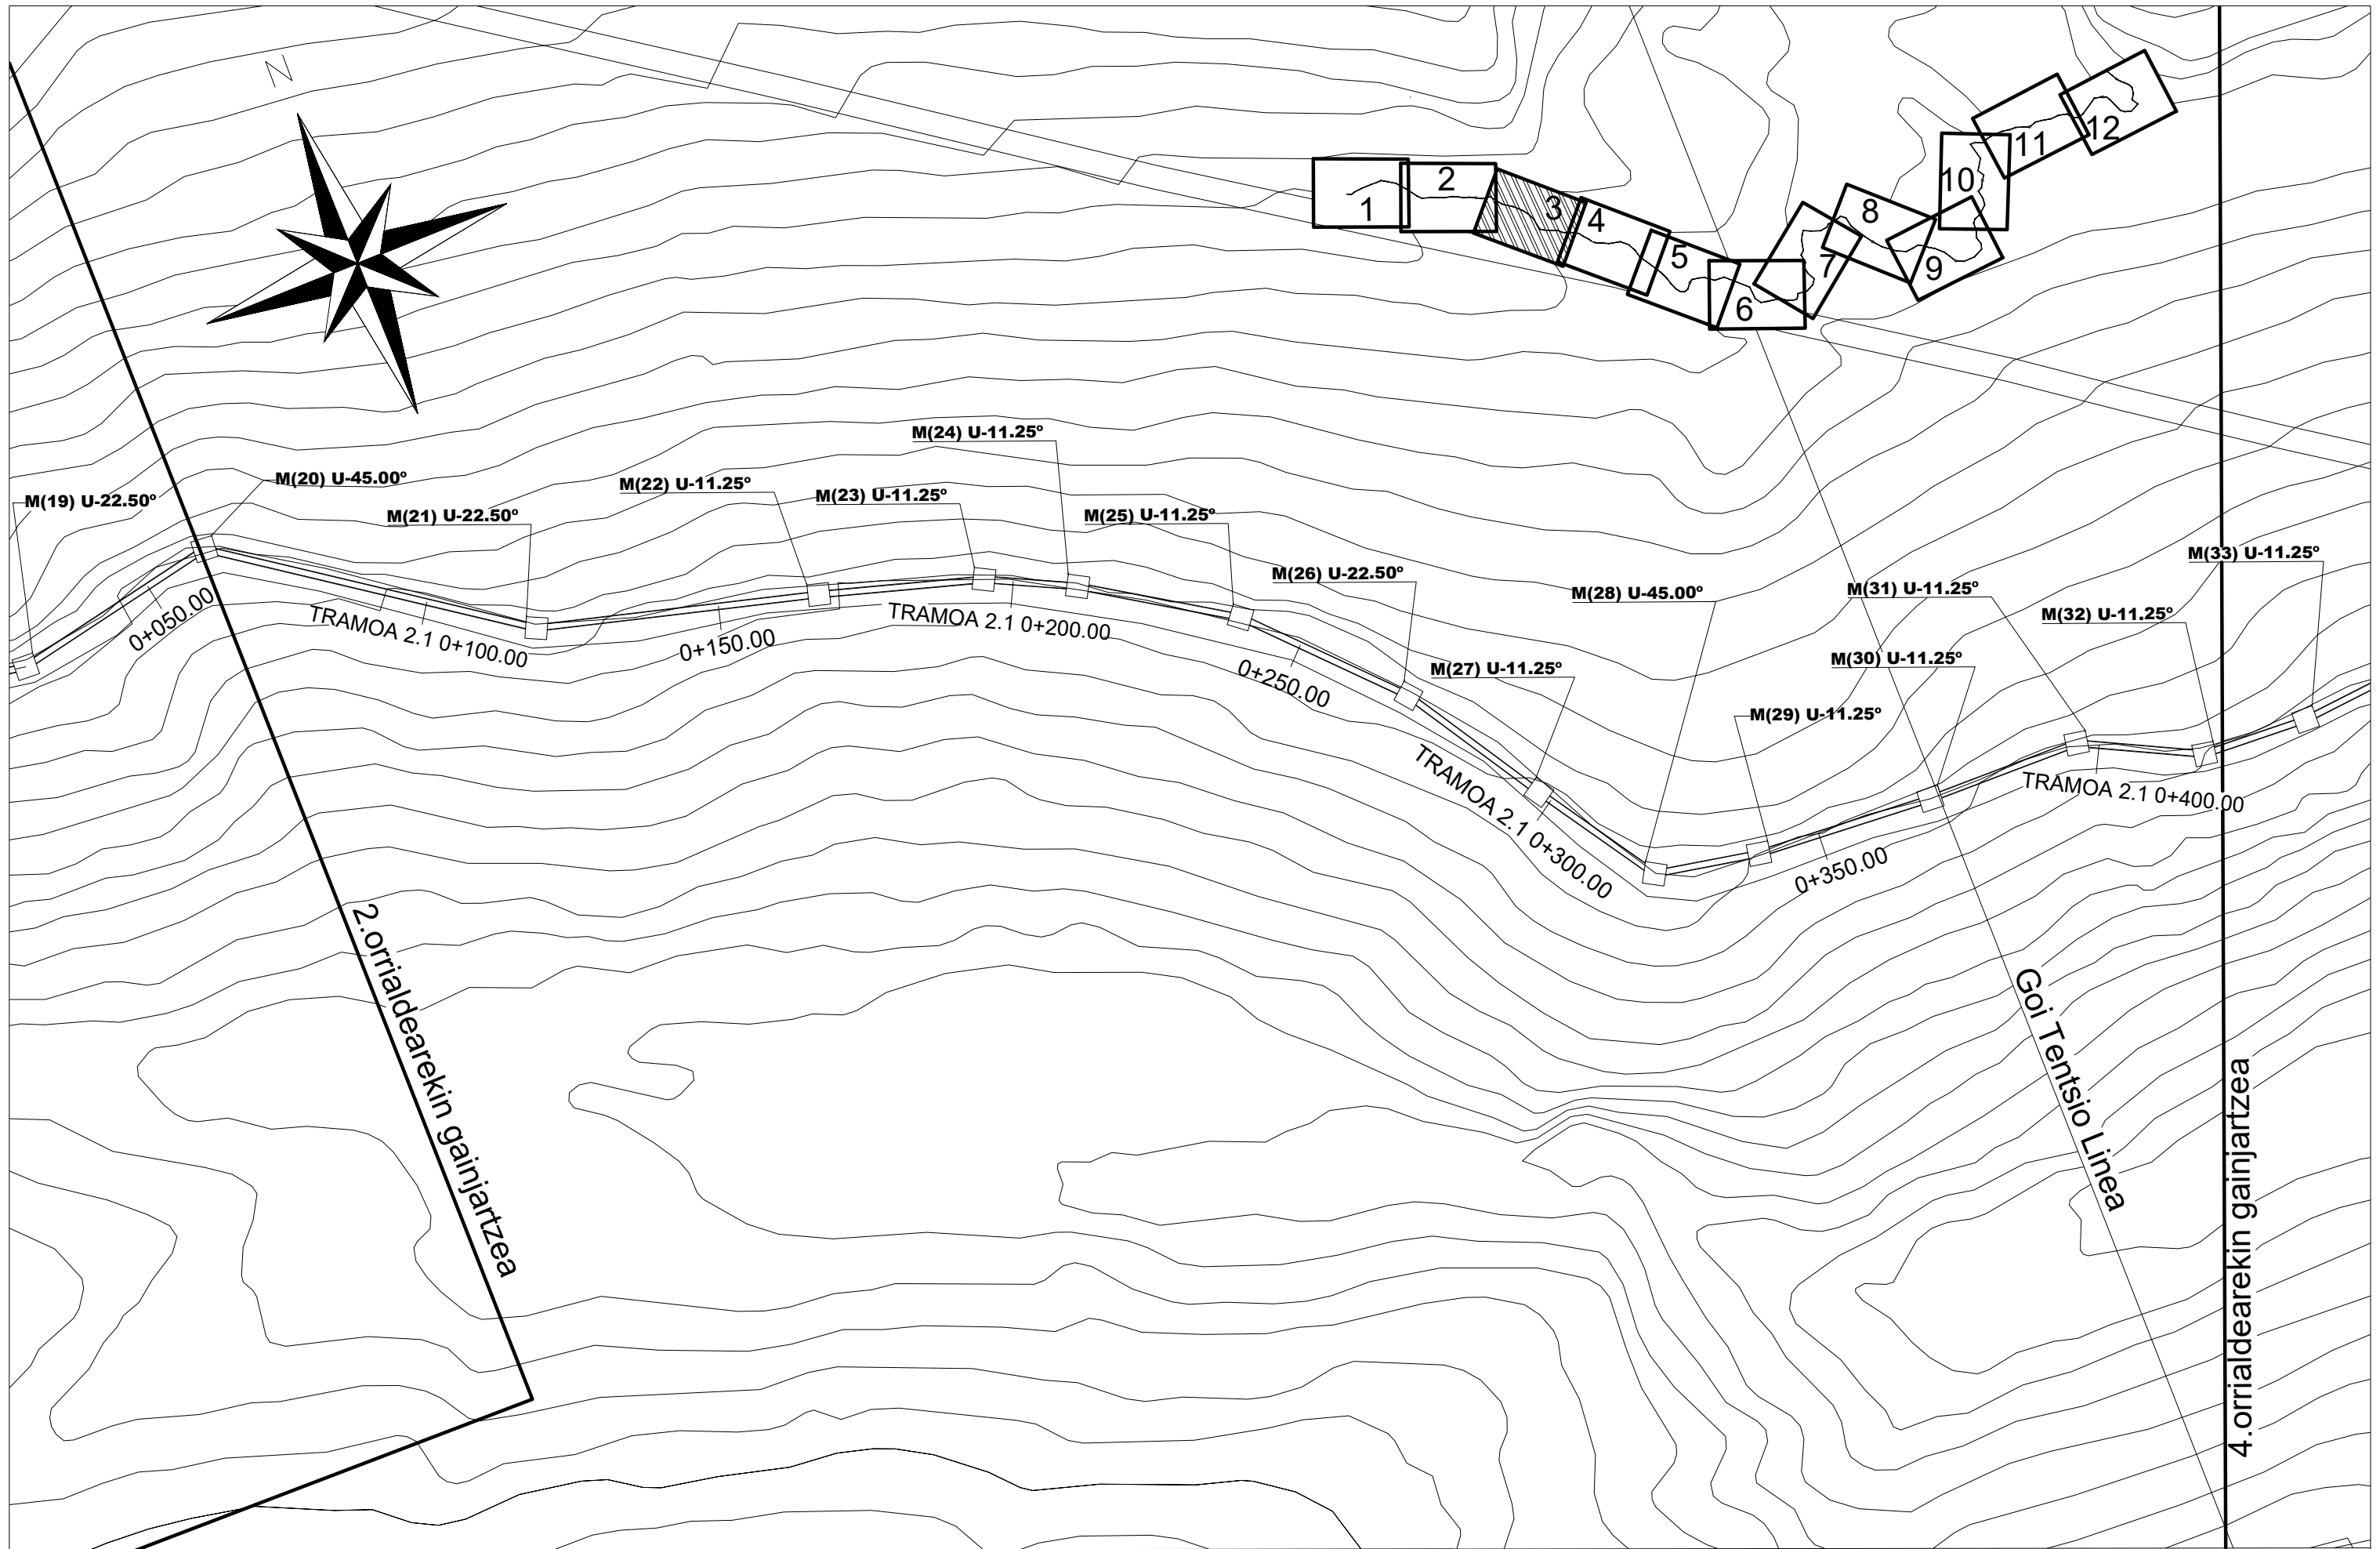 N
1
2
3
4
5
6
7
8
9
10
11
12
M(19) U-22.50º
M(20) U-45.00º
M(21) U-22.50º
M(22) U-11.25º
M(23) U-11.25º
M(24) U-11.25º
M(25) U-11.25º
M(26) U-22.50º
M(27) U-11.25º
M(28) U-45.00º
M(29) U-11.25º
M(30) U-11.25º
M(31) U-11.25º
M(32) U-11.25º
M(33) U-11.25º
0+050.00
TRAMOA 2.1 0+100.00
0+150.00
TRAMOA 2.1 0+200.00
0+250.00
TRAMOA 2.1 0+300.00
0+350.00
TRAMOA 2.1 0+400.00
2.orrialdearekin gainjartzea
Goi Tentsio Linea
4.orrialdearekin gainjartzea